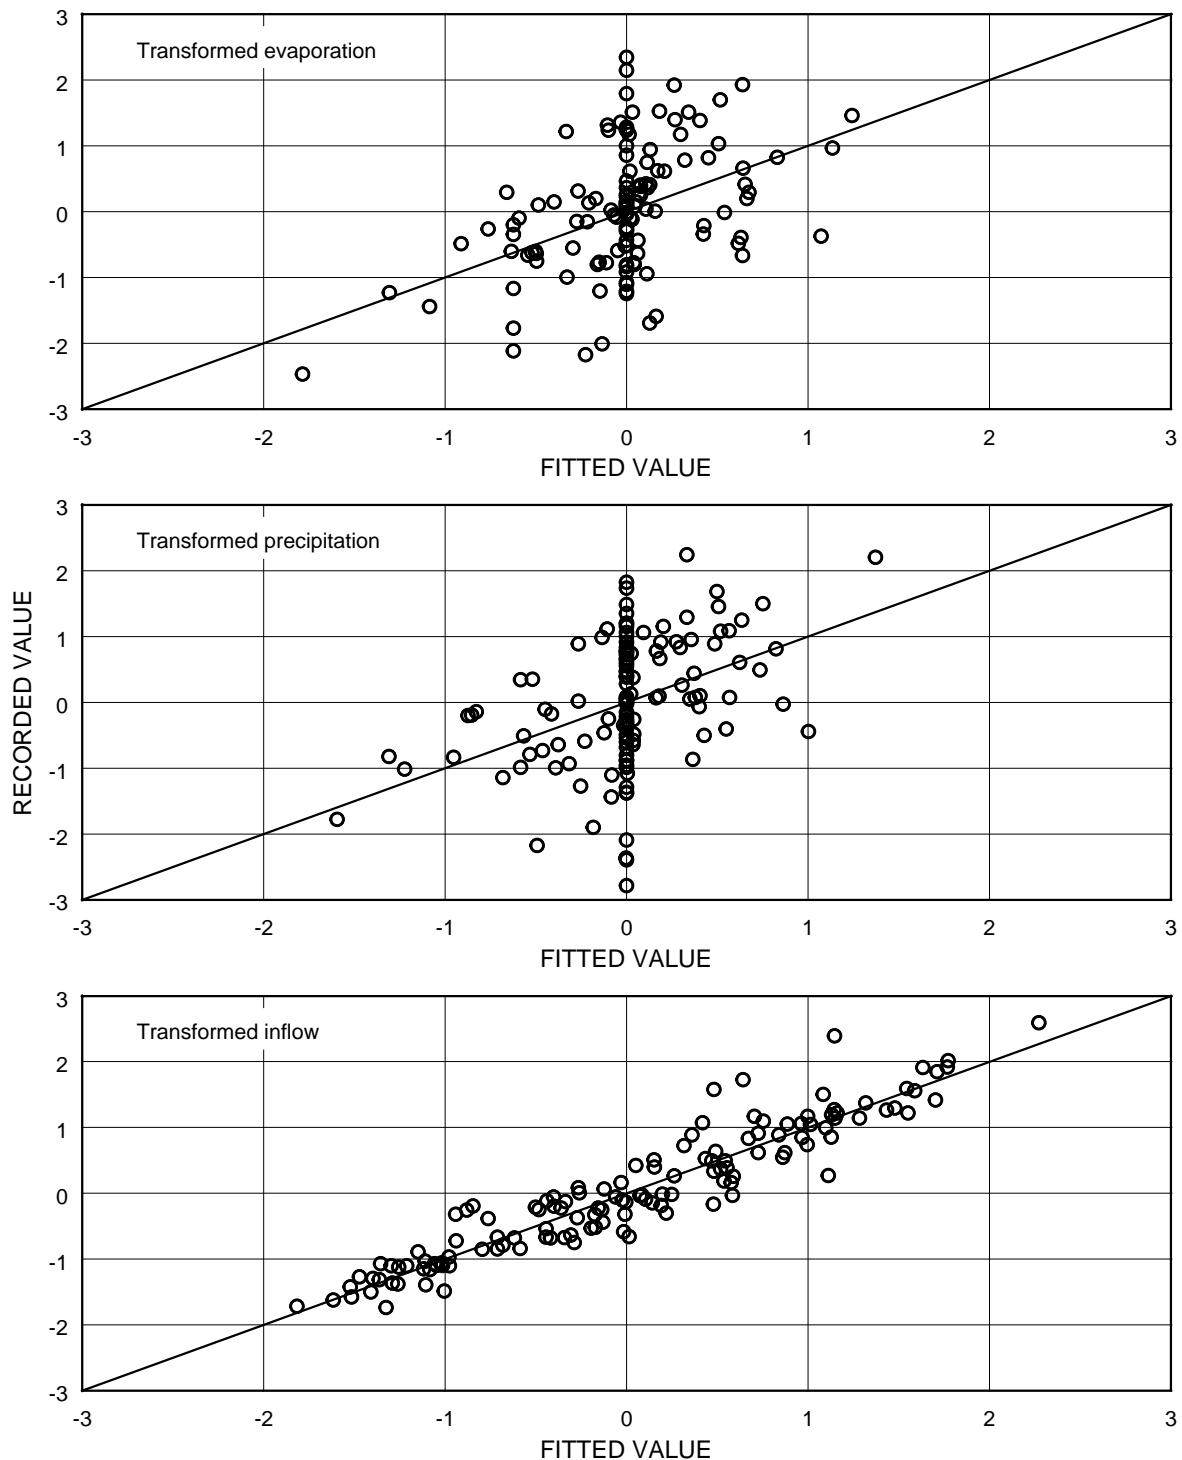 3
Transformed evaporation
2
1
0
-1
-2
-3
-3 -2 -1 0 1 2 3
FITTED VALUE
3
Transformed precipitation
2
1
0
-1
-2
-3
-3 -2 -1 0 1 2 3
FITTED VALUE
RECORDED VALUE
3
Transformed inflow
2
1
0
-1
-2
-3
-3 -2 -1 0 1 2 3
FITTED VALUE